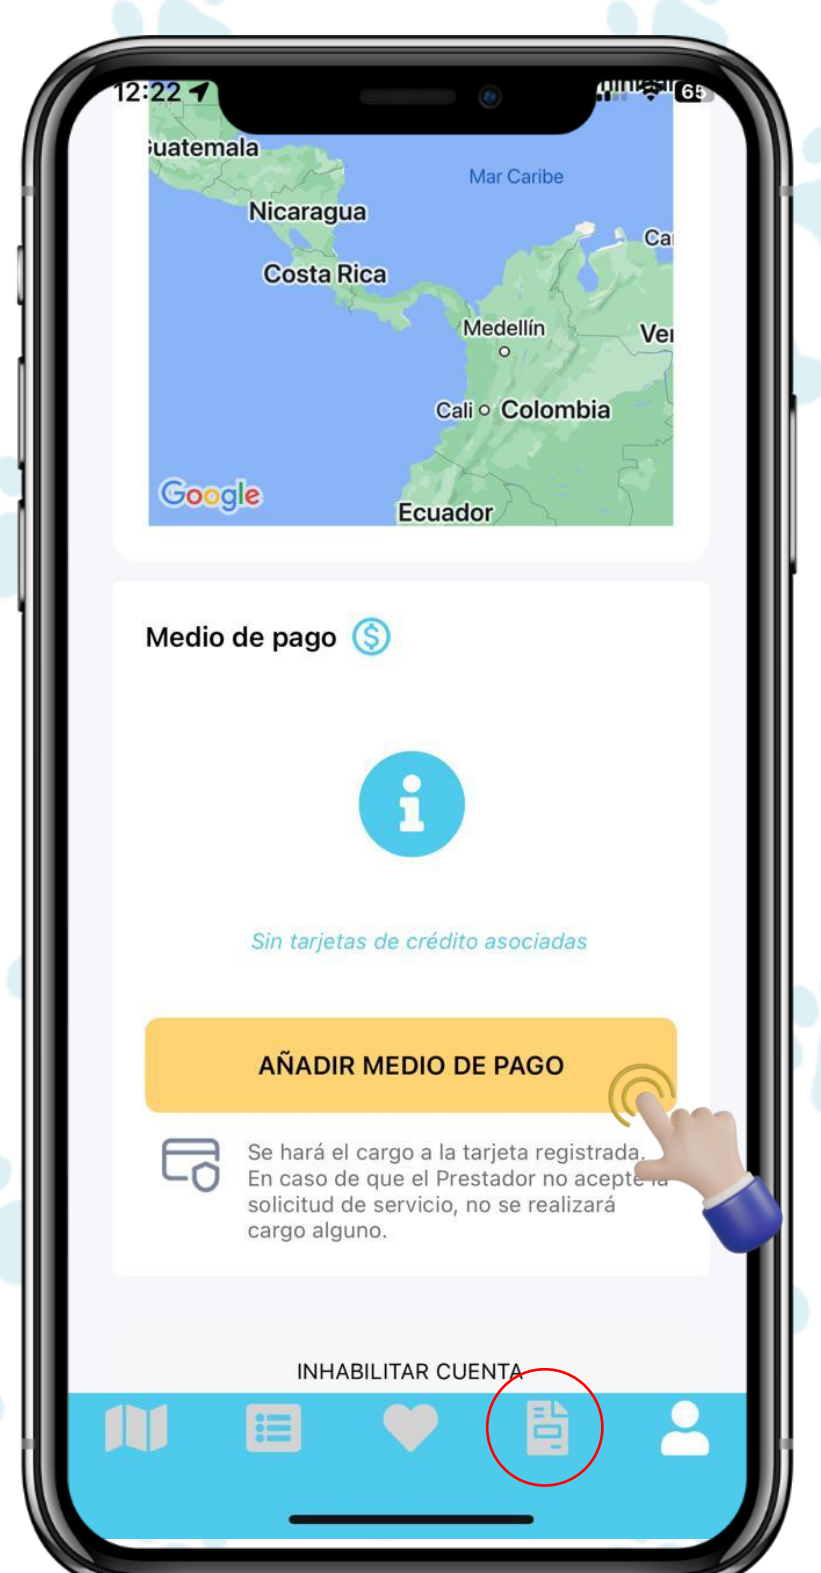 12:22
65
Guatemala
Mar Caribe
Nicaragua
Costa Rica
Medellín
Cali
Colombia
Google
Ecuador
Medio de pago
Sin tarjetas de crédito asociadas
AÑADIR MEDIO DE PAGO
Se hará el cargo a la tarjeta registrada.
En caso de que el Prestador no acepte la
solicitud de servicio, no se realizará
cargo alguno.
INHABILITAR CUENTA